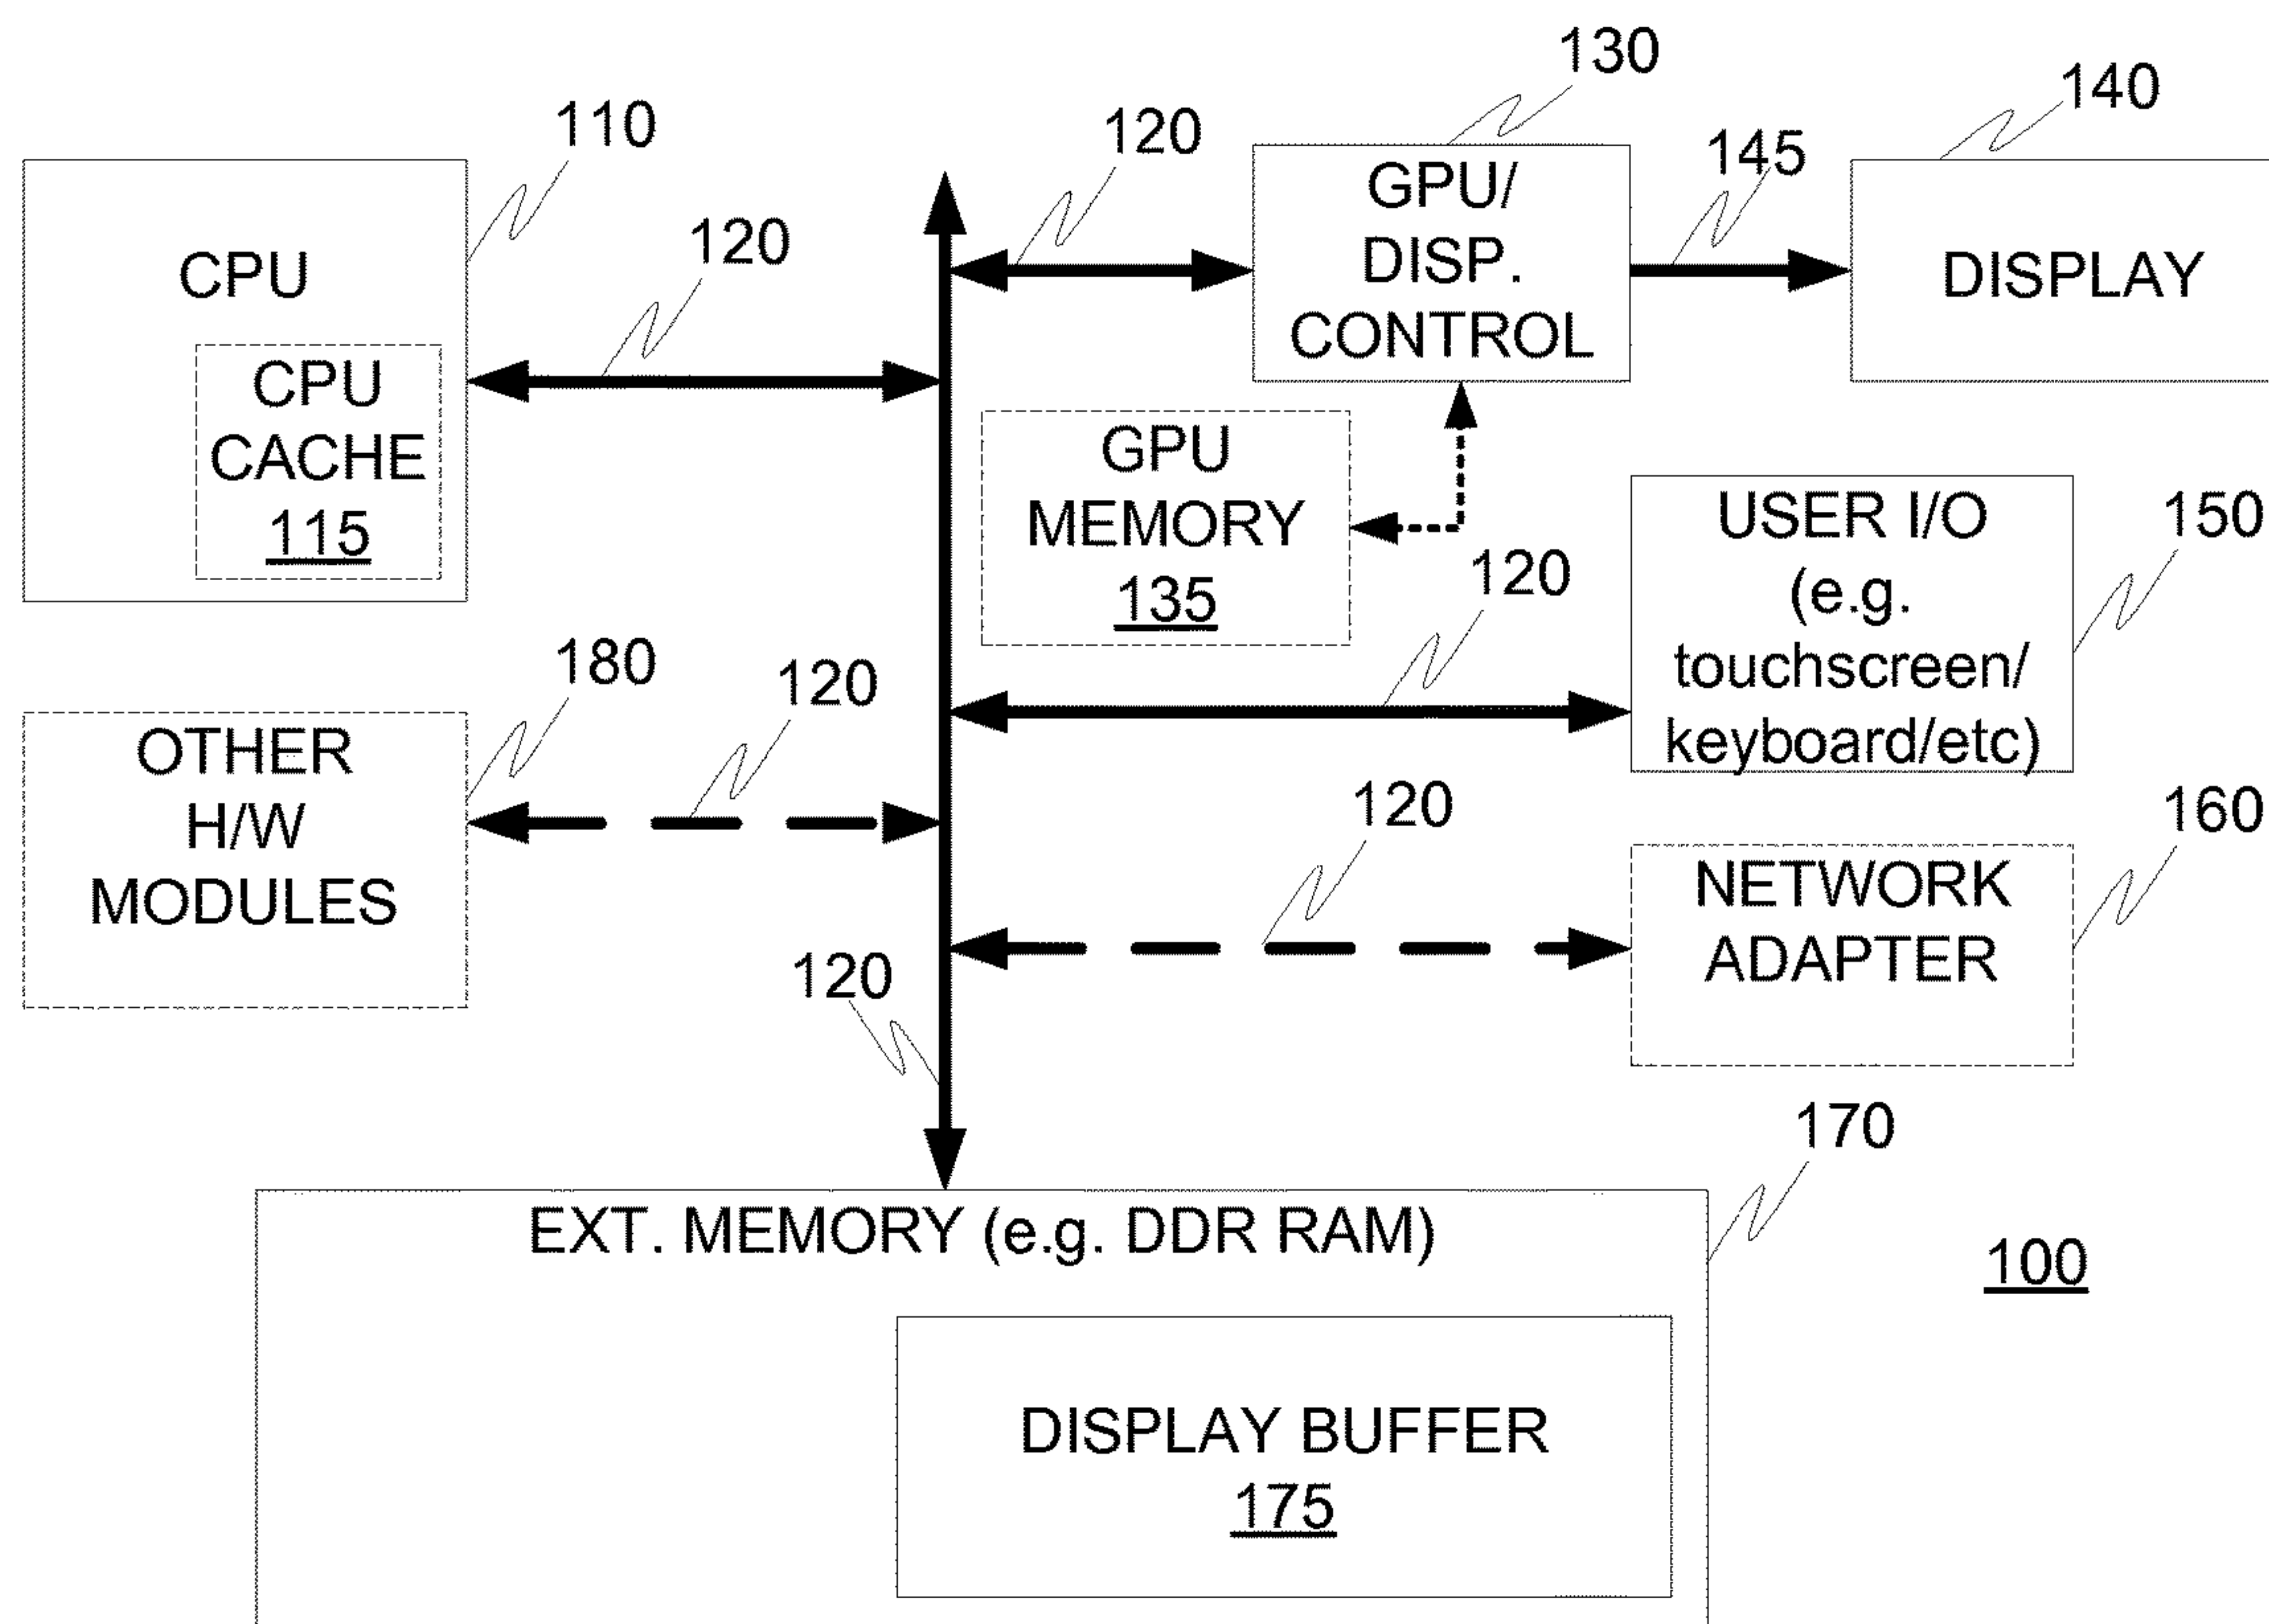 130
140
110
120
145
GPU/
DISP.
CONTROL
DISPLAY
CPU
120
CPU
CACHE
115
GPU
MEMORY
135
USER I/O
(e.g.
touchscreen/
keyboard/etc)
150
120
180
120
OTHER
H/W
MODULES
120
160
NETWORK
ADAPTER
120
170
EXT. MEMORY (e.g. DDR RAM)
100
DISPLAY BUFFER
175